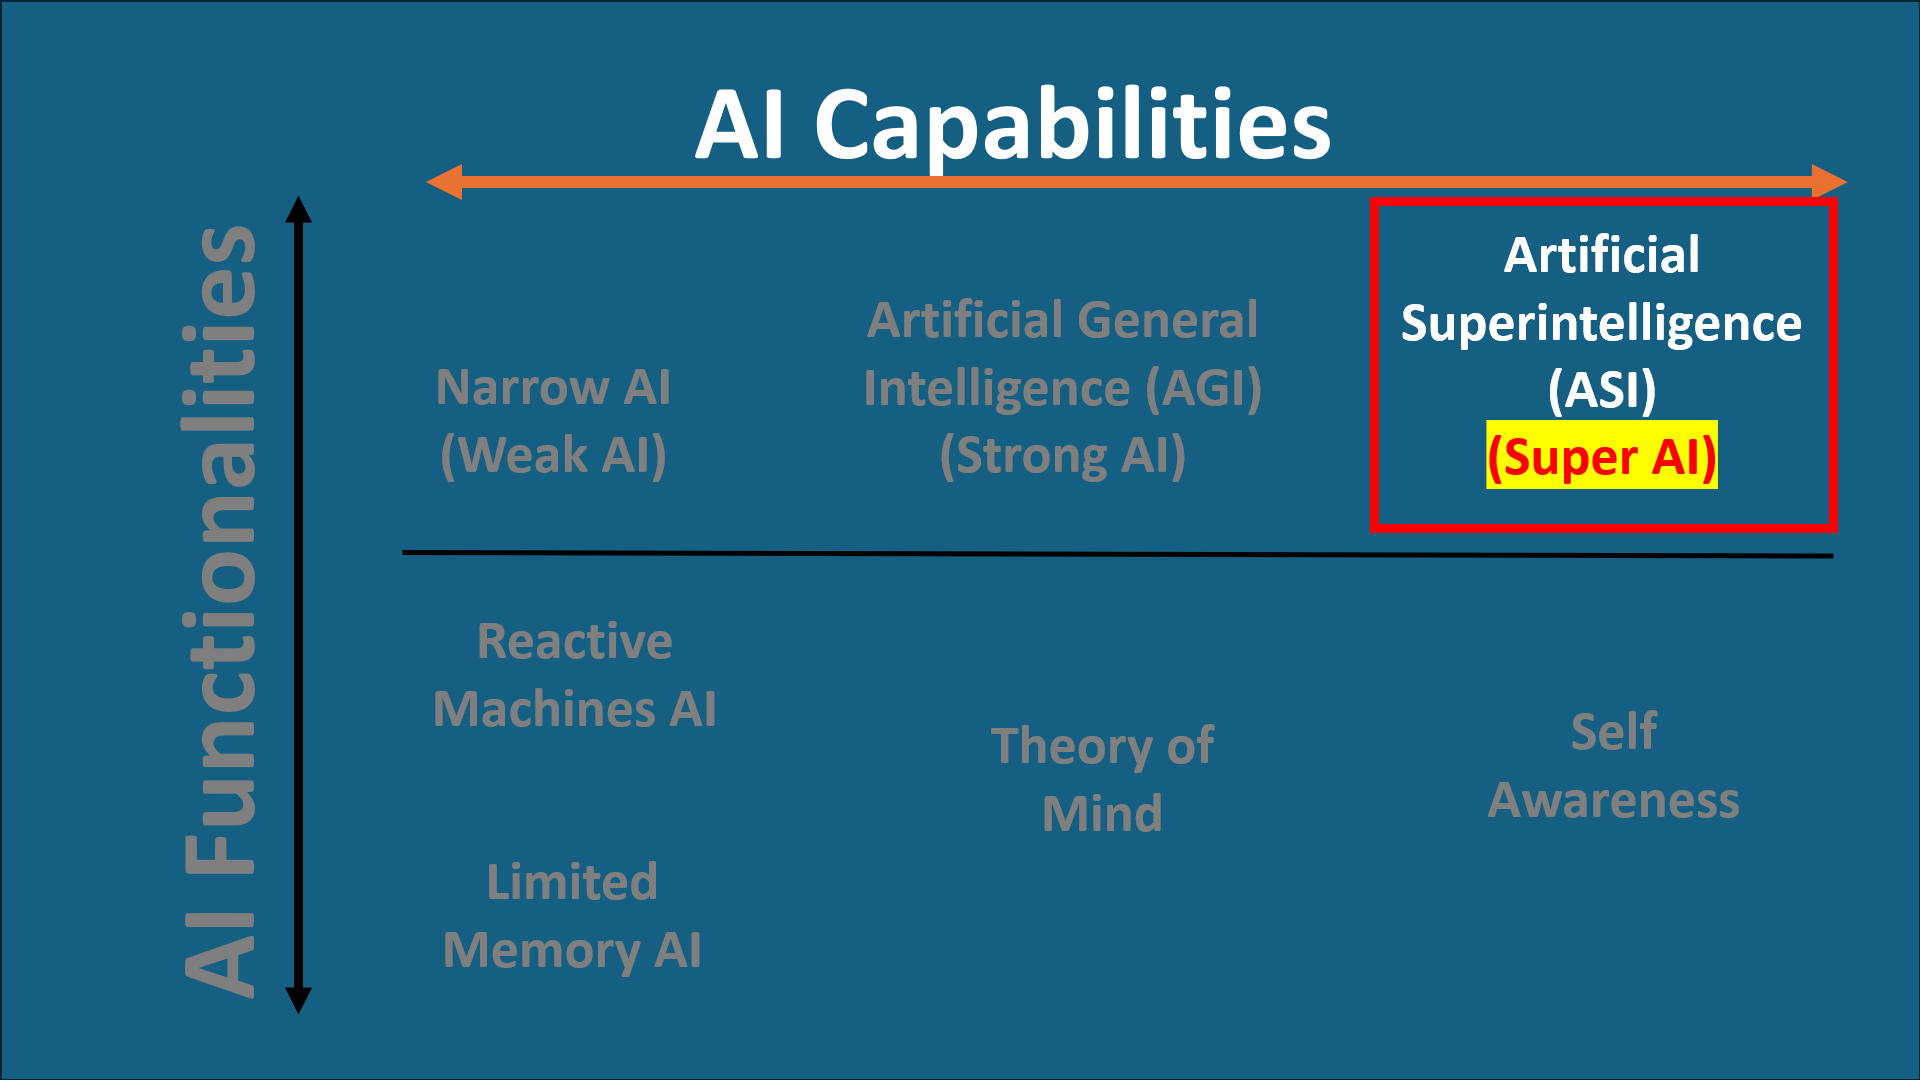 AI Capabilities
AI Functionalities
Narrow AI
(Weak AI)
Artificial General
Intelligence (AGI)
(Strong AI)
Artificial
Superintelligence
(ASI)
(Super AI)
Reactive
Machines AI
Limited
Memory AI
Theory of
Mind
Self
Awareness